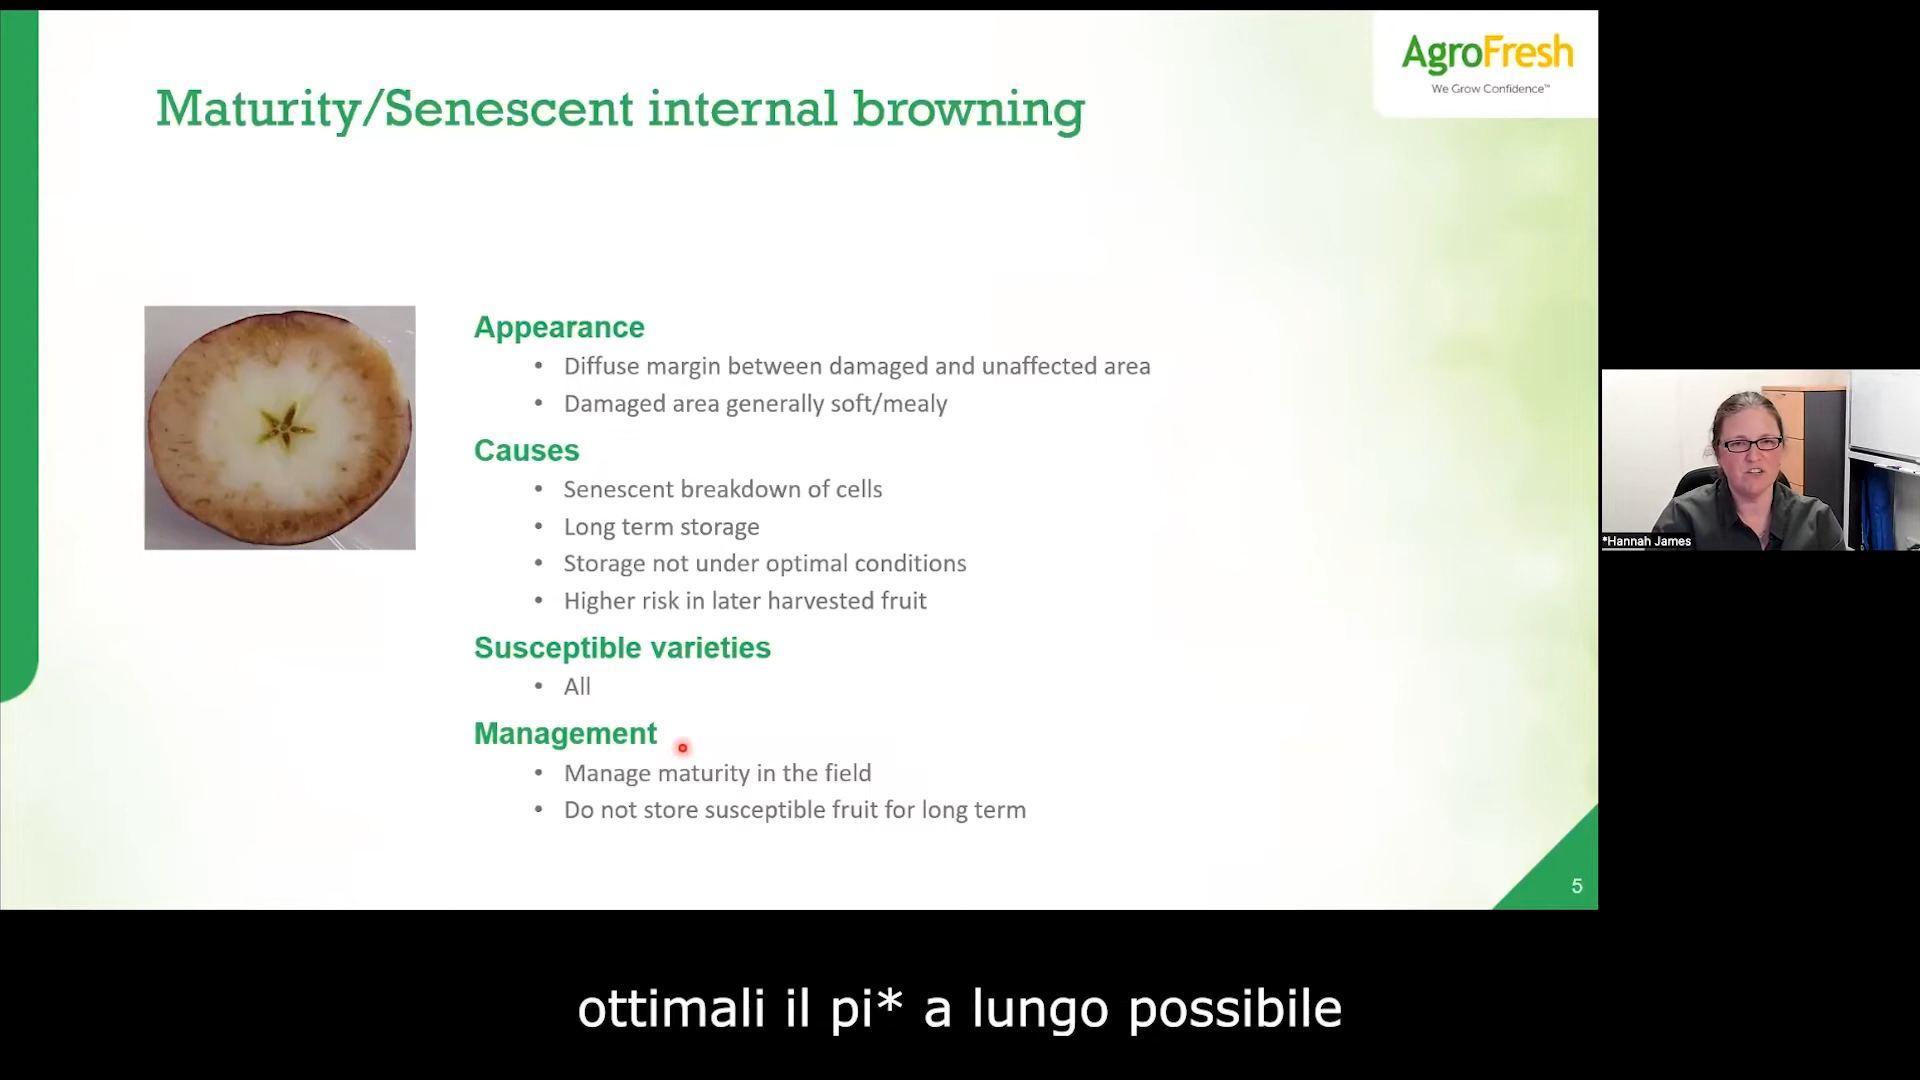 AgroFresh
We Grow Confidence™
Maturity/Senescent internal browning
Appearance
• Diffuse margin between damaged and unaffected area
• Damaged area generally soft/mealy
Causes
• Senescent breakdown of cells
• Long term storage
• Storage not under optimal conditions
• Higher risk in later harvested fruit
Susceptible varieties
• All
Management
• Manage maturity in the field
• Do not store susceptible fruit for long term
5
*Hannah James
ottimali il pi* a lungo possibile